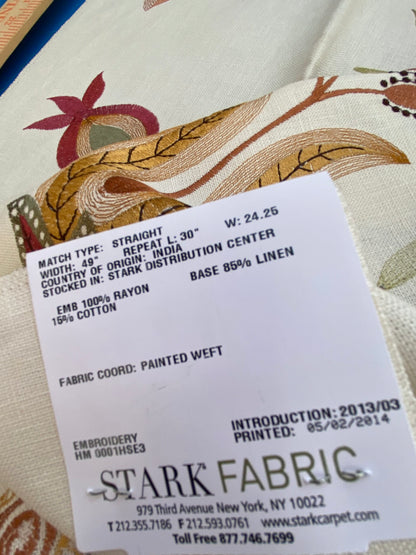 MATCH TYPE: STRAIGHT
WIDTH: 49" REPEAT L: 30" W: 24.25
COUNTRY OF ORIGIN: INDIA
STOCKED IN: STARK DISTRIBUTION CENTER
EMB 100% RAYON BASE 85% LINEN
15% COTTON
FABRIC COORD: PAINTED WEFT
EMBROIDERY
HM 0001HSE3
INTRODUCTION: 2013/03
PRINTED: 05/02/2014
STARK FABRIC
979 Third Avenue New York, NY 10022
T 212.355.7186 F 212.593.0761 www.starkcarpet.com
Toll Free 877.746.7699